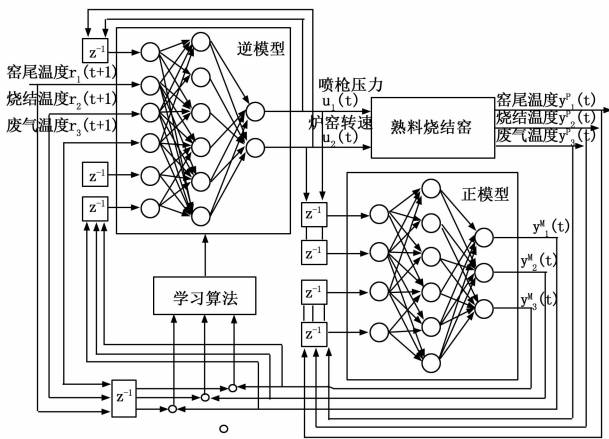 z⁻¹
逆模型
窑尾温度r₁(t+1)
烧结温度r₂(t+1)
废气温度r₃(t+1)
z⁻¹
z⁻¹
喷枪压力
u₁(t)
炉窑转速
u₂(t)
熟料烧结窑
窑尾温度yᴾ₁(t)
烧结温度yᴾ₂(t)
废气温度yᴾ₃(t)
正模型
z⁻¹
z⁻¹
z⁻¹
z⁻¹
yᴹ₁(t)
yᴹ₂(t)
yᴹ₃(t)
学习算法
z⁻¹